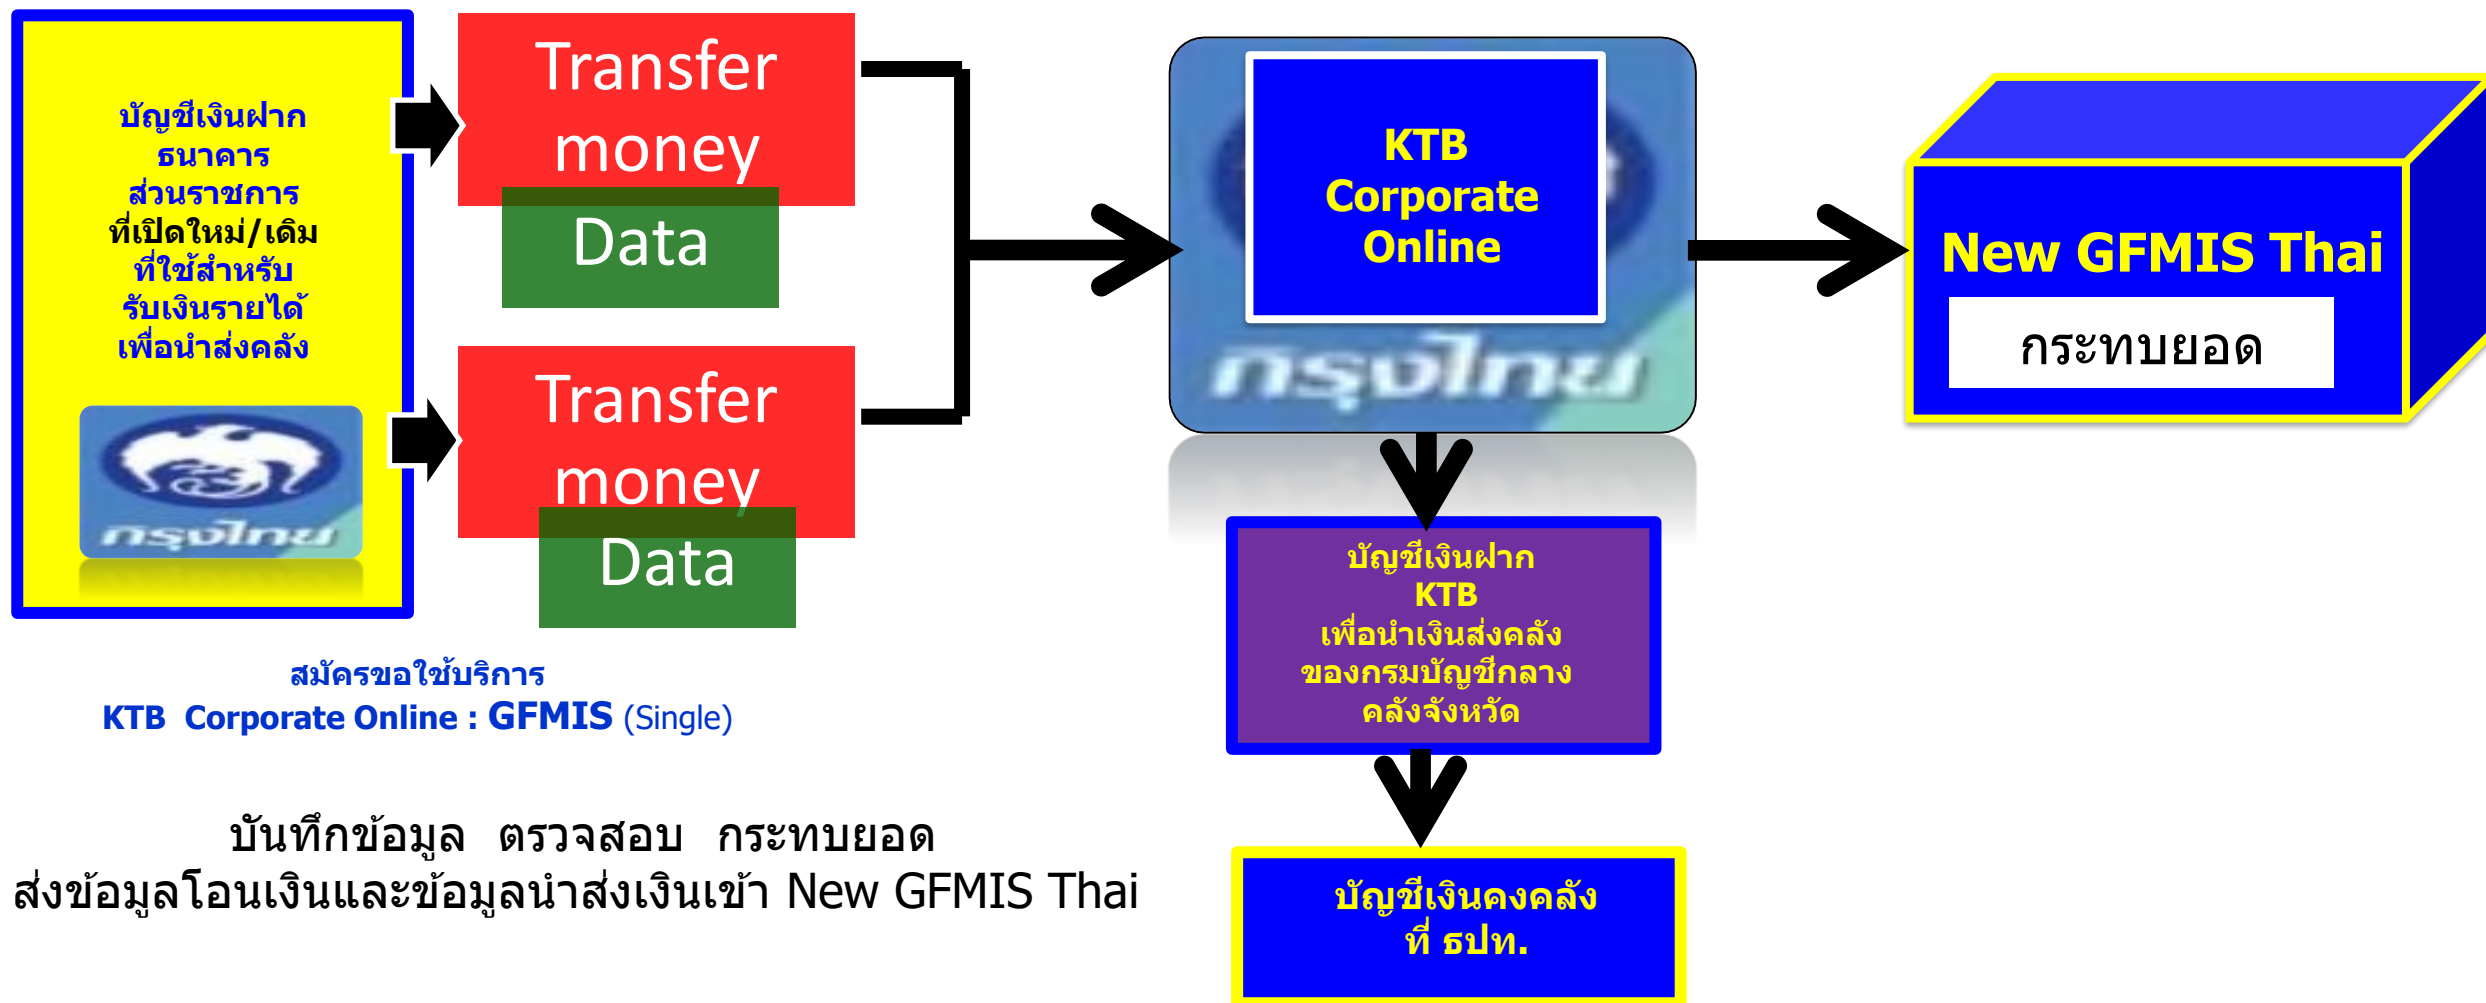 บัญชีเงินฝาก
ธนาคาร
ส่วนราชการ
ที่เปิดใหม่/เดิม
ที่ใช้สำหรับ
รับเงินรายได้
เพื่อนำส่งคลัง
กรุงไทย
Transfer
money
Data
Transfer
money
Data
สมัครขอใช้บริการ
KTB Corporate Online : GFMIS (Single)
บันทึกข้อมูล ตรวจสอบ กระทบยอด
ส่งข้อมูลโอนเงินและข้อมูลนำส่งเงินเข้า New GFMIS Thai
KTB
Corporate
Online
กรุงไทย
บัญชีเงินฝาก
KTB
เพื่อนำเงินส่งคลัง
ของกรมบัญชีกลาง
คลังจังหวัด
บัญชีเงินคงคลัง
ที่ ธปท.
New GFMIS Thai
กระทบยอด